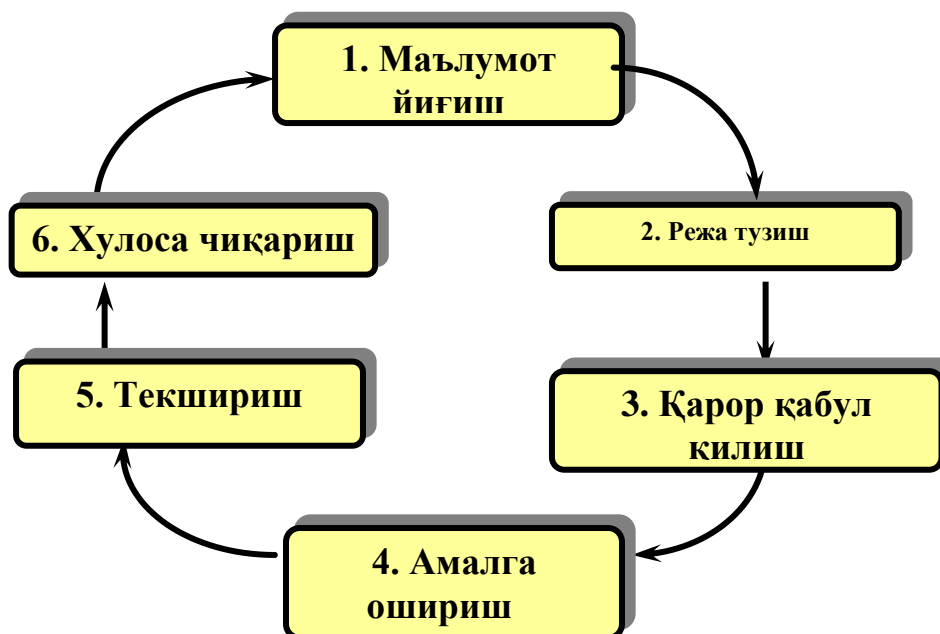 1. Маълумот
йиғиш
2. Режа тузиш
3. Қарор қабул
қилиш
4. Амалга
ошириш
5. Текшириш
6. Хулоса чиқариш